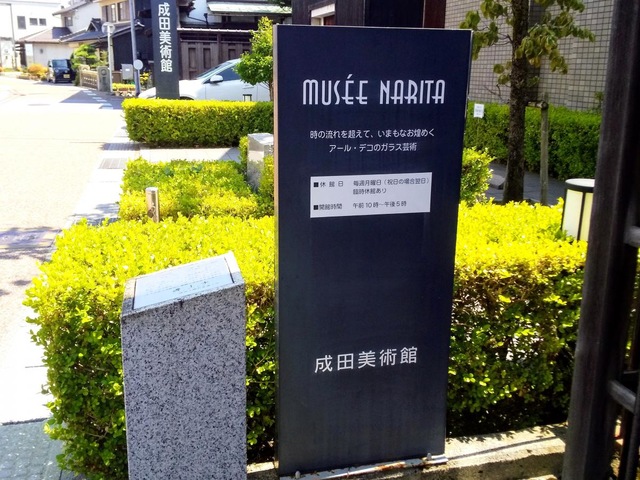 成田美術館
MUSÉE NARITA
時の流れを超えて、いまもなお煌めく
アール・デコのガラス芸術
■休館日 毎週月曜日(祝日の場合翌日)
臨時休館あり
■開館時間 午前10時～午後5時
成田美術館